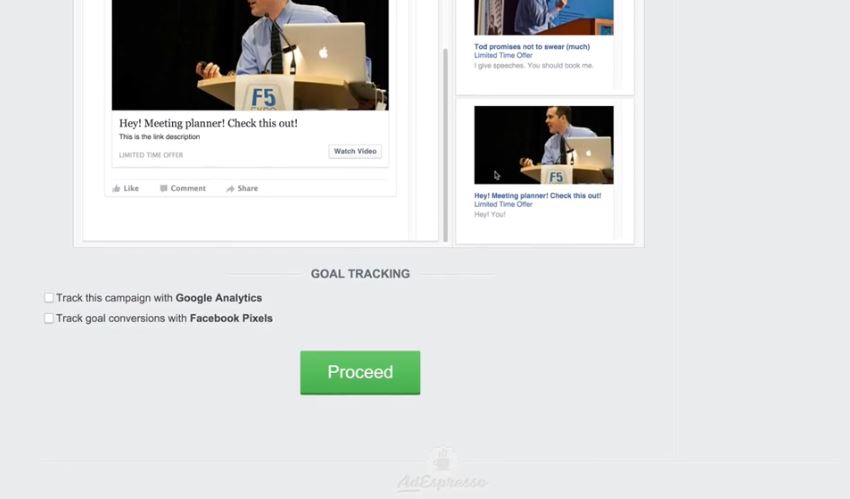 F5
EXPO
Hey! Meeting planner! Check this out!
This is the link description
LIMITED TIME OFFER
Watch Video
Like
Comment
Share
Tod promises not to swear (much)
Limited Time Offer
I give speeches. You should book me.
F5
Hey! Meeting planner! Check this out!
Limited Time Offer
Hey! You!
GOAL TRACKING
Track this campaign with Google Analytics
Track goal conversions with Facebook Pixels
Proceed
AdEspresso